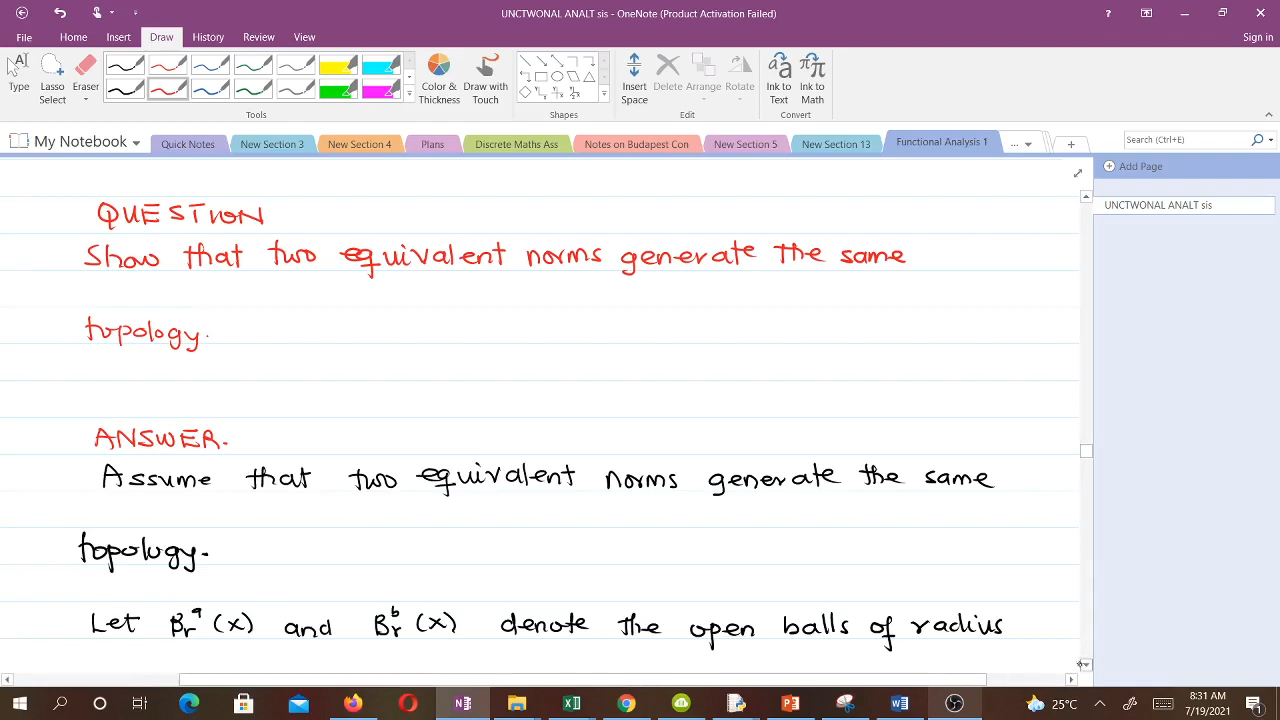 UNCTWONAL ANALT sis - OneNote (Product Activation Failed)
File Home Insert Draw History Review View Sign in
Type Lasso Select Eraser Color & Thickness Draw with Touch Insert Space Delete Arrange Rotate Ink to Text Ink to Math
Tools Shapes Edit Convert
My Notebook Quick Notes New Section 3 New Section 4 Plans Discrete Maths Ass Notes on Budapest Con New Section 5 New Section 13 Functional Analysis 1 ... Search (Ctrl+E)
Add Page
UNCTWONAL ANALT sis
QUESTION
Show that two equivalent norms generate the same
topology.
ANSWER.
Assume that two equivalent norms generate the same
topology.
Let Br^a (x) and Br^b (x) denote the open balls of radius
25°C 8:31 AM
7/19/2021